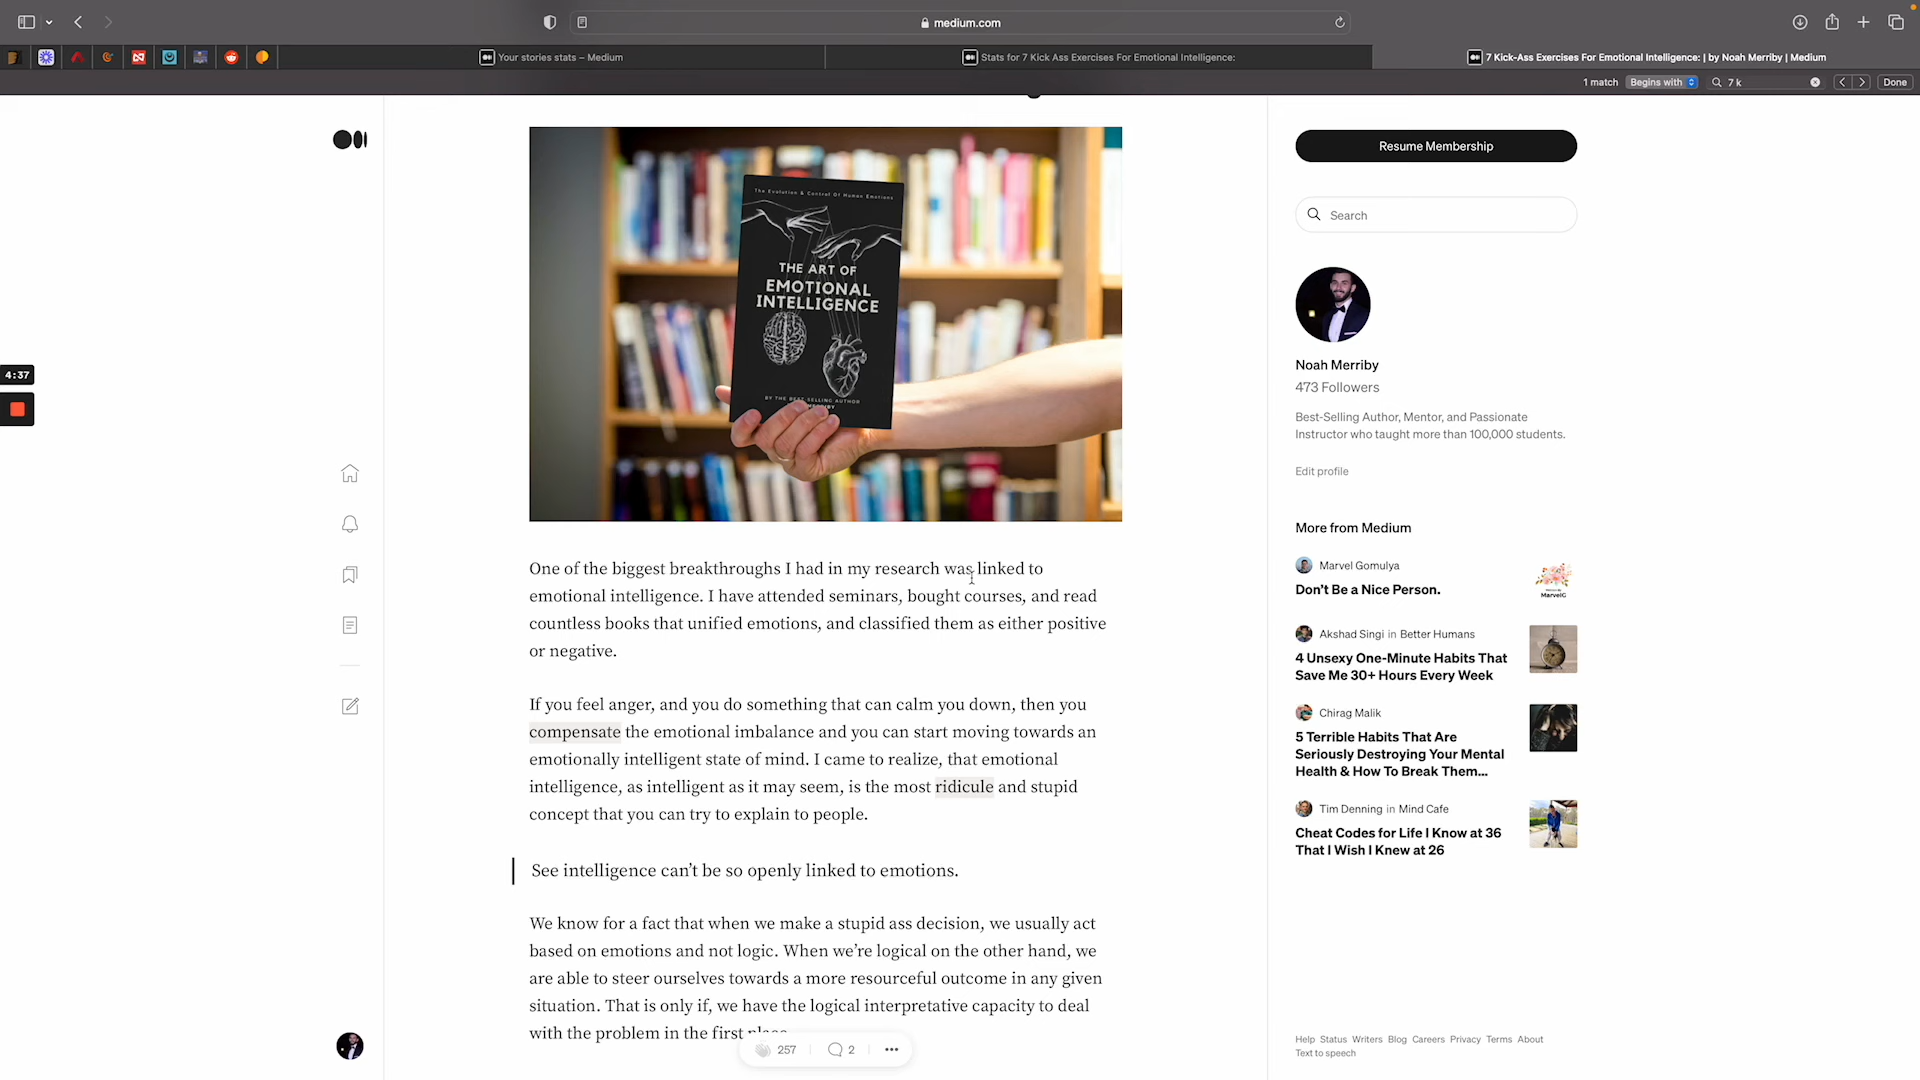 medium.com
Your stories stats – Medium
Stats for 7 Kick Ass Exercises For Emotional Intelligence:
7 Kick-Ass Exercises For Emotional Intelligence: | by Noah Merriby | Medium
1 match
Begins with
7 k
Done
4:37
The Evolution & Control Of Human Emotions
THE ART OF
EMOTIONAL
INTELLIGENCE
BY THE BEST-SELLING AUTHOR
One of the biggest breakthroughs I had in my research was linked to
emotional intelligence. I have attended seminars, bought courses, and read
countless books that unified emotions, and classified them as either positive
or negative.
If you feel anger, and you do something that can calm you down, then you
compensate the emotional imbalance and you can start moving towards an
emotionally intelligent state of mind. I came to realize, that emotional
intelligence, as intelligent as it may seem, is the most ridicule and stupid
concept that you can try to explain to people.
See intelligence can't be so openly linked to emotions.
We know for a fact that when we make a stupid ass decision, we usually act
based on emotions and not logic. When we're logical on the other hand, we
are able to steer ourselves towards a more resourceful outcome in any given
situation. That is only if, we have the logical interpretative capacity to deal
with the problem in the first place.
257
2
Resume Membership
Search
Noah Merriby
473 Followers
Best-Selling Author, Mentor, and Passionate
Instructor who taught more than 100,000 students.
Edit profile
More from Medium
Marvel Gomulya
Don't Be a Nice Person.
MarvelG
Akshad Singi in Better Humans
4 Unsexy One-Minute Habits That
Save Me 30+ Hours Every Week
Chirag Malik
5 Terrible Habits That Are
Seriously Destroying Your Mental
Health & How To Break Them...
Tim Denning in Mind Cafe
Cheat Codes for Life I Know at 36
That I Wish I Knew at 26
Help Status Writers Blog Careers Privacy Terms About
Text to speech